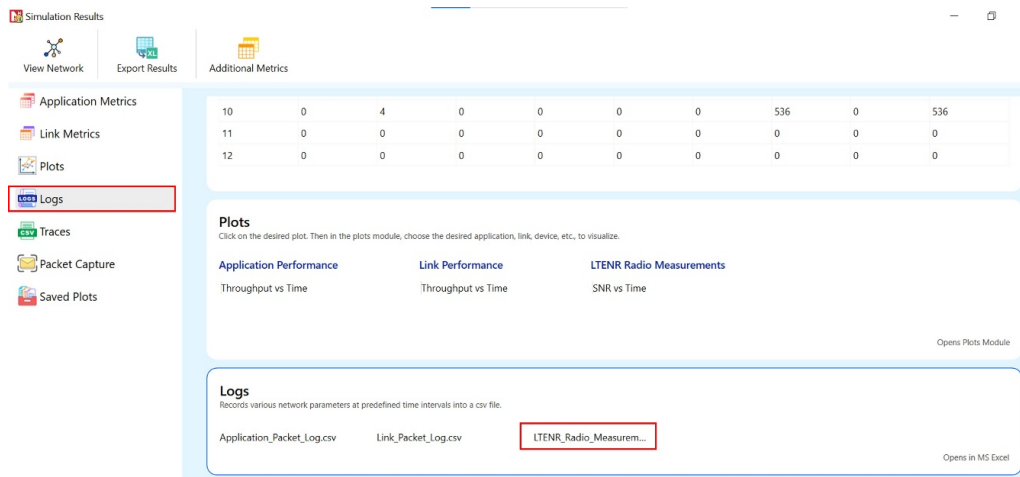 Simulation Results
View Network
Export Results
Additional Metrics
Application Metrics
Link Metrics
Plots
Logs
Traces
Packet Capture
Saved Plots
10 0 4 0 0 0 0 536 0 536
11 0 0 0 0 0 0 0 0 0
12 0 0 0 0 0 0 0 0 0
Plots
Click on the desired plot. Then in the plots module, choose the desired application, link, device, etc., to visualize.
Application Performance Link Performance LTENR Radio Measurements
Throughput vs Time Throughput vs Time SNR vs Time
Opens Plots Module
Logs
Records various network parameters at predefined time intervals into a csv file.
Application_Packet_Log.csv Link_Packet_Log.csv LTENR_Radio_Measurem...
Opens in MS Excel